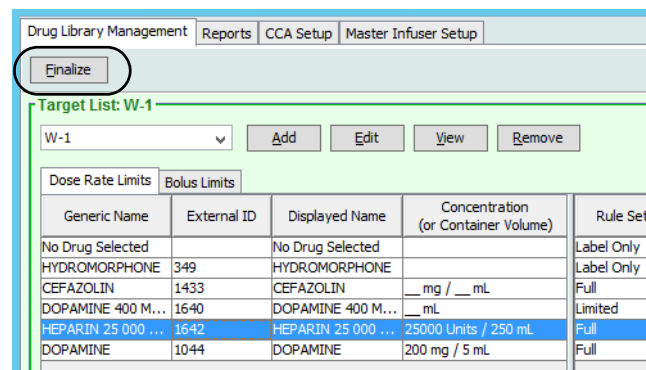 Drug Library Management Reports CCA Setup Master Infuser Setup
Finalize
Target List: W-1
W-1 Add Edit View Remove
Dose Rate Limits Bolus Limits
Generic Name External ID Displayed Name Concentration (or Container Volume) Rule Set
No Drug Selected No Drug Selected Label Only
HYDROMORPHONE 349 HYDROMORPHONE Label Only
CEFAZOLIN 1433 CEFAZOLIN __ mg / __ mL Full
DOPAMINE 400 M... 1640 DOPAMINE 400 M... __ mL Limited
HEPARIN 25 000 ... 1642 HEPARIN 25 000 ... 25000 Units / 250 mL Full
DOPAMINE 1044 DOPAMINE 200 mg / 5 mL Full